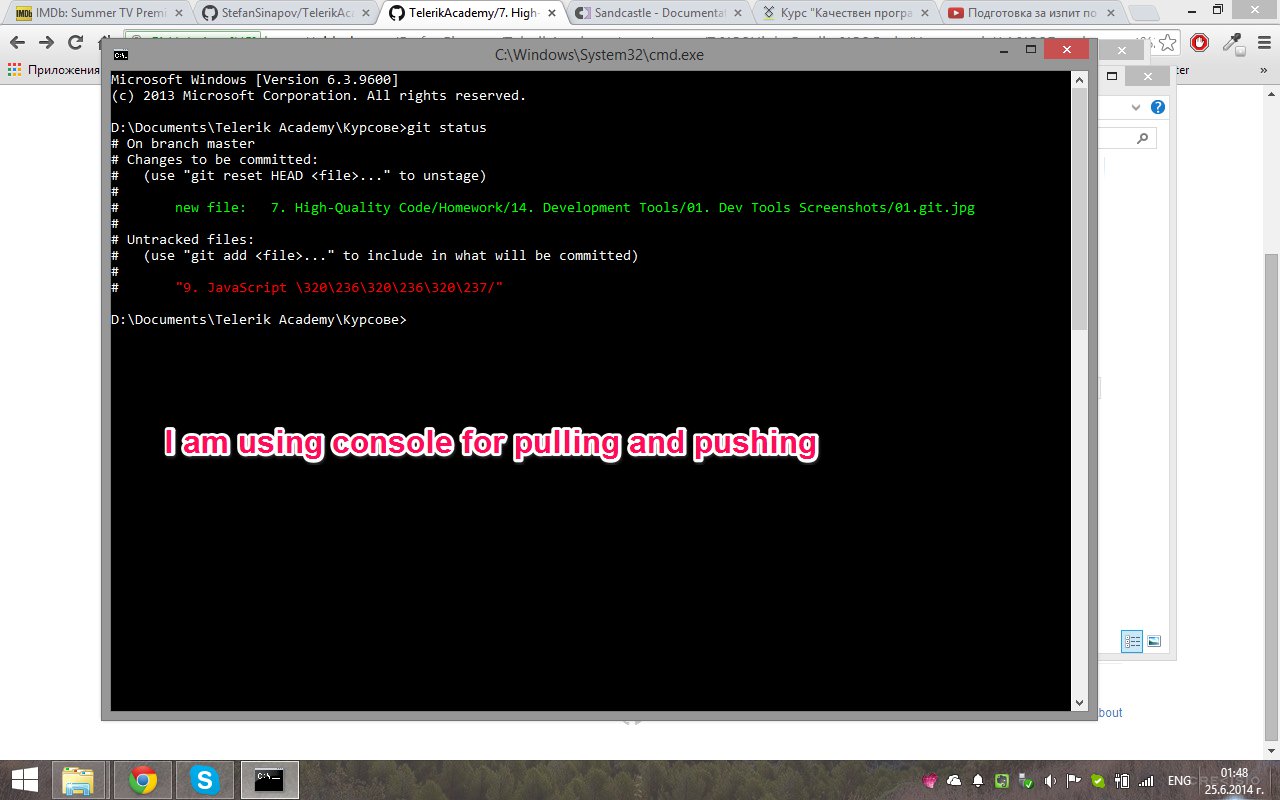 IMDb: Summer TV Premi
StefanSinapov/TelerikAc
TelerikAcademy/7. High-
Sandcastle - Documentat
Курс "Качествен програ
Подготовка за изпит по
Приложения
ter
C:\Windows\System32\cmd.exe
Microsoft Windows [Version 6.3.9600]
(c) 2013 Microsoft Corporation. All rights reserved.
D:\Documents\Telerik Academy\Курсове>git status
# On branch master
# Changes to be committed:
#   (use "git reset HEAD <file>..." to unstage)
#
#       new file:   7. High-Quality Code/Homework/14. Development Tools/01. Dev Tools Screenshots/01.git.jpg
#
# Untracked files:
#   (use "git add <file>..." to include in what will be committed)
#
#       "9. JavaScript \320\236\320\236\320\237/"
D:\Documents\Telerik Academy\Курсове>
I am using console for pulling and pushing
bout
ENG
01:48
25.6.2014 г.